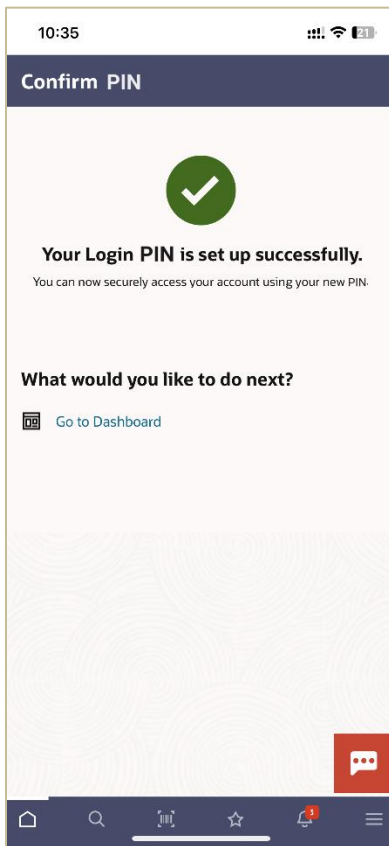 10:35
21
Confirm PIN
Your Login PIN is set up successfully.
You can now securely access your account using your new PIN.
What would you like to do next?
Go to Dashboard
3